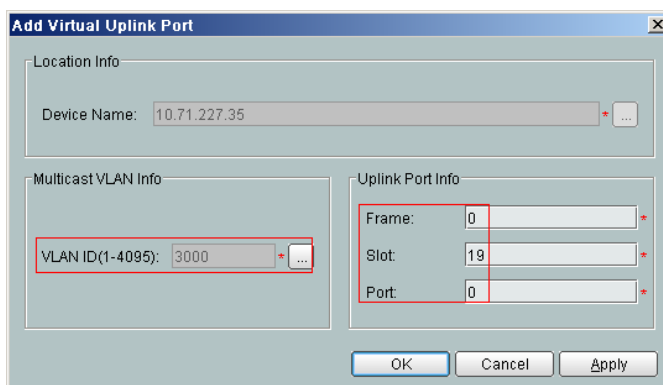 Add Virtual Uplink Port
Location Info
Device Name: 10.71.227.35 * ...
Multicast VLAN Info
VLAN ID(1-4095): 3000 * ...
Uplink Port Info
Frame: 0 *
Slot: 19 *
Port: 0 *
OK Cancel Apply